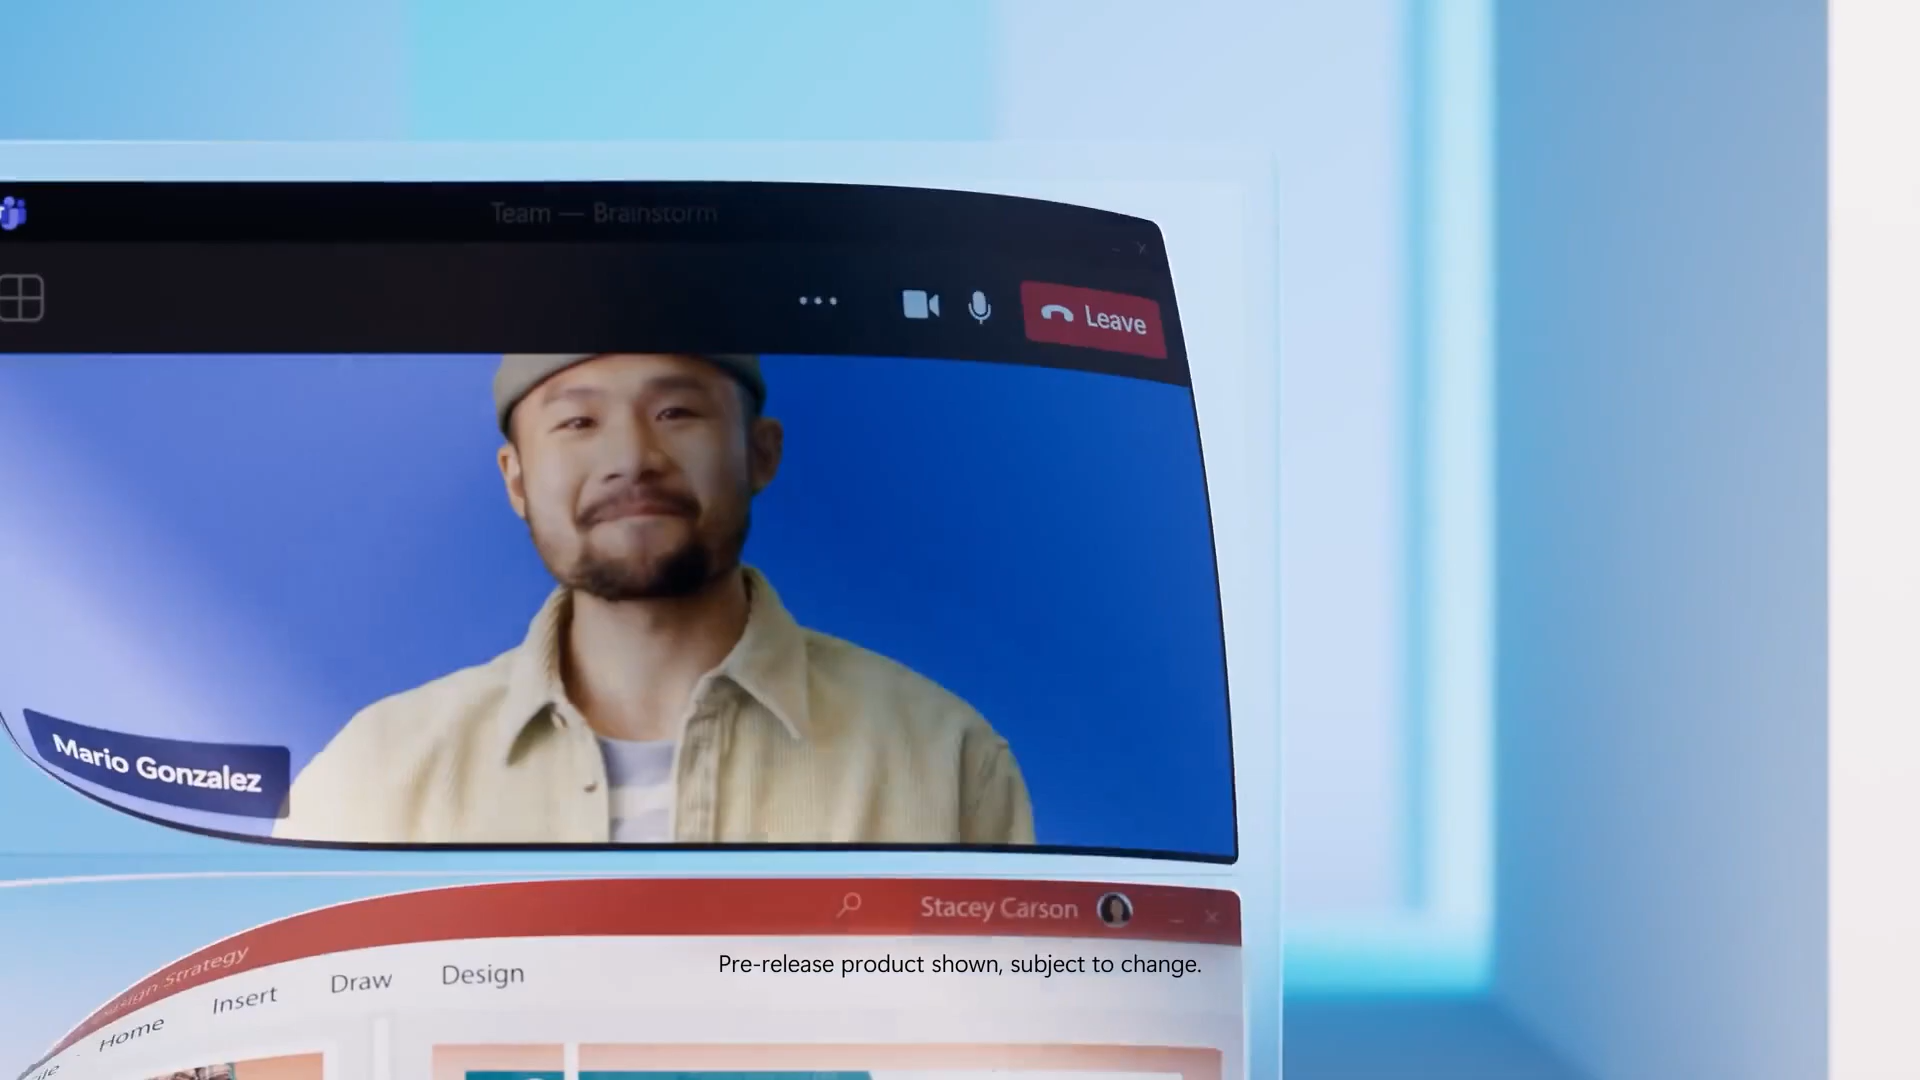 Team — Brainstorm
Leave
Mario Gonzalez
Stacey Carson
Design Strategy
Pre-release product shown, subject to change.
Home
Insert
Draw
Design